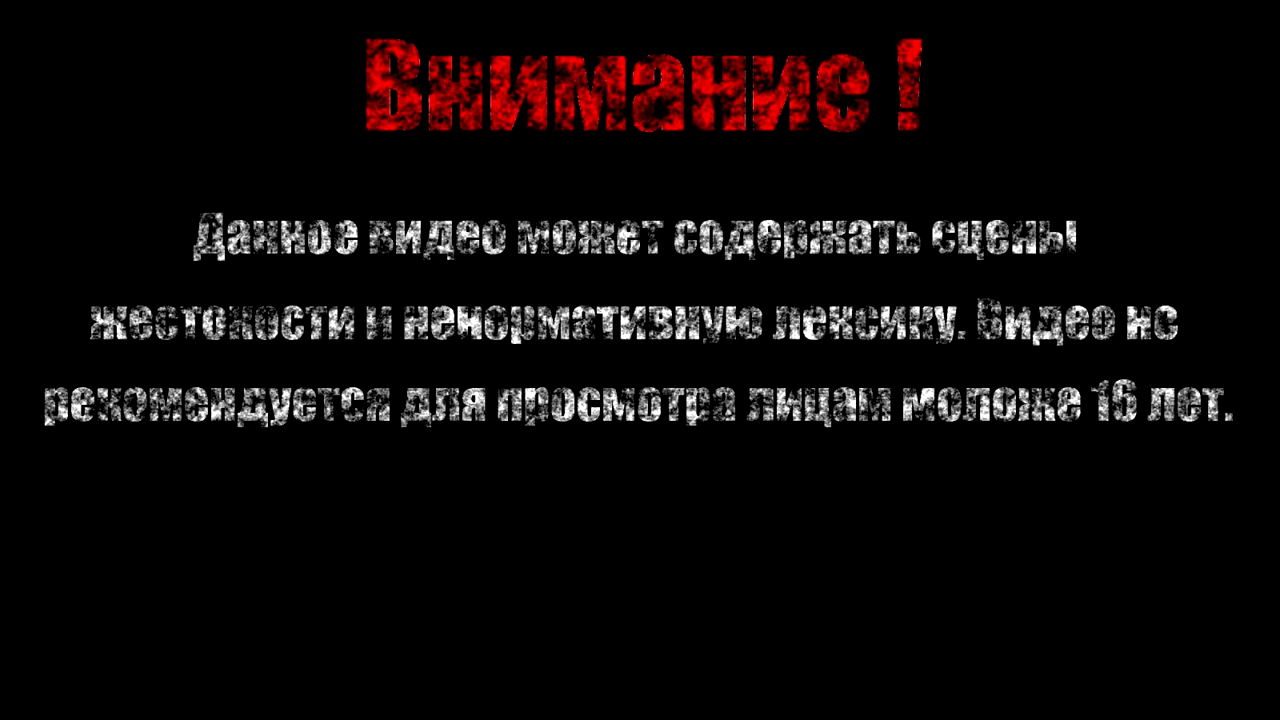 Внимание !
Данное видео может содержать сцены
жестокости и ненормативную лексику. Видео не
рекомендуется для просмотра лицам моложе 16 лет.